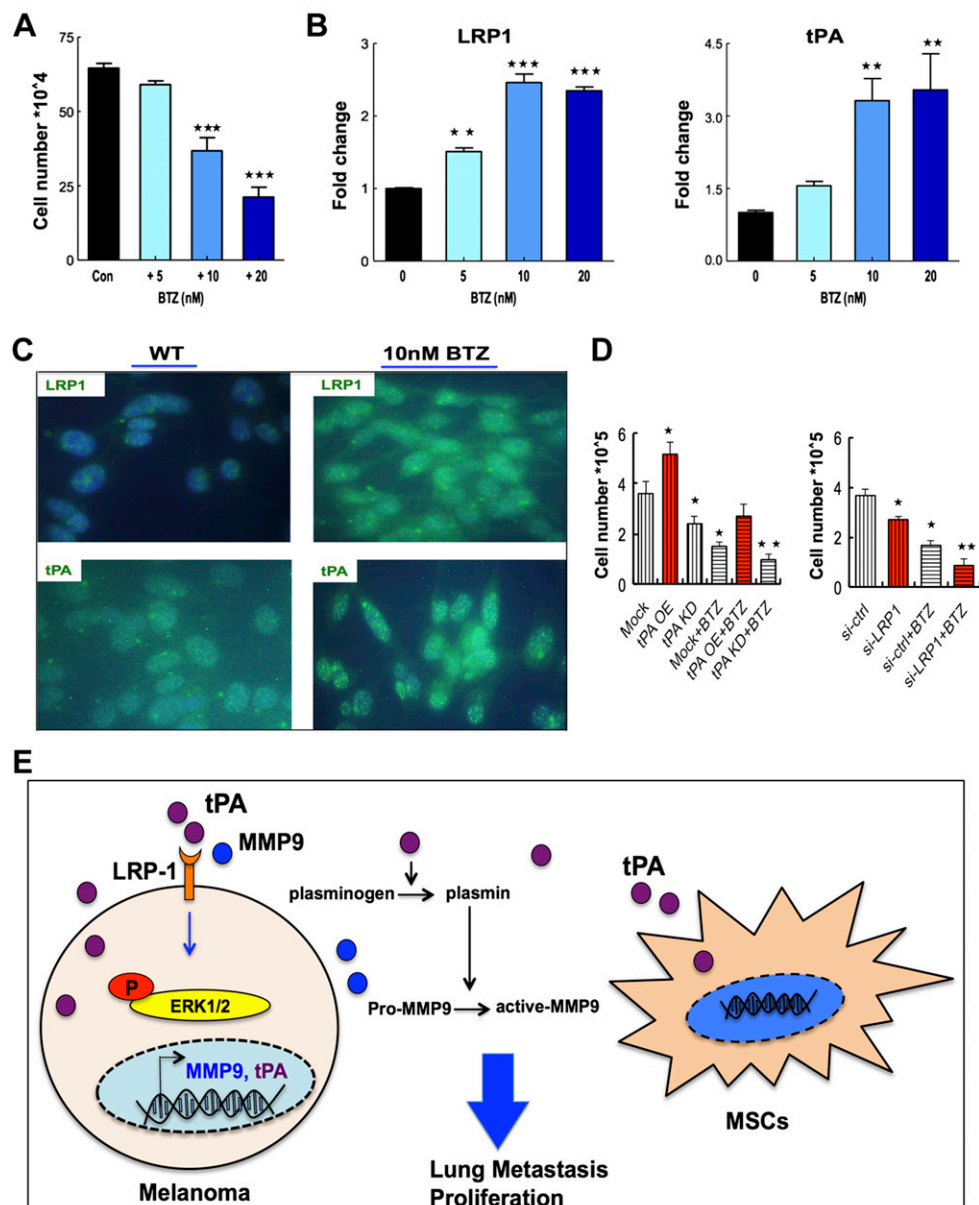 A
Cell number *10^4
75
50
25
0
★★★
★★★
Con
+ 5
+ 10
+ 20
BTZ (nM)
B
LRP1
Fold change
3
2
1
0
★ ★
★★★
★★★
0
5
10
20
BTZ (nM)
tPA
Fold change
4.5
3.0
1.5
0.0
★★
★★
0
5
10
20
BTZ (nM)
C
WT
10nM BTZ
LRP1
LRP1
tPA
tPA
D
Cell number *10^5
6
4
2
0
★
★
★
★ ★
Mock
tPA OE
tPA KD
Mock+BTZ
tPA OE+BTZ
tPA KD+BTZ
Cell number *10^5
6
4
2
0
★
★
★★
si-ctrl
si-LRP1
si-ctrl+BTZ
si-LRP1+BTZ
E
tPA
MMP9
LRP-1
P
ERK1/2
MMP9, tPA
Melanoma
plasminogen
plasmin
Pro-MMP9
active-MMP9
Lung Metastasis
Proliferation
tPA
MSCs